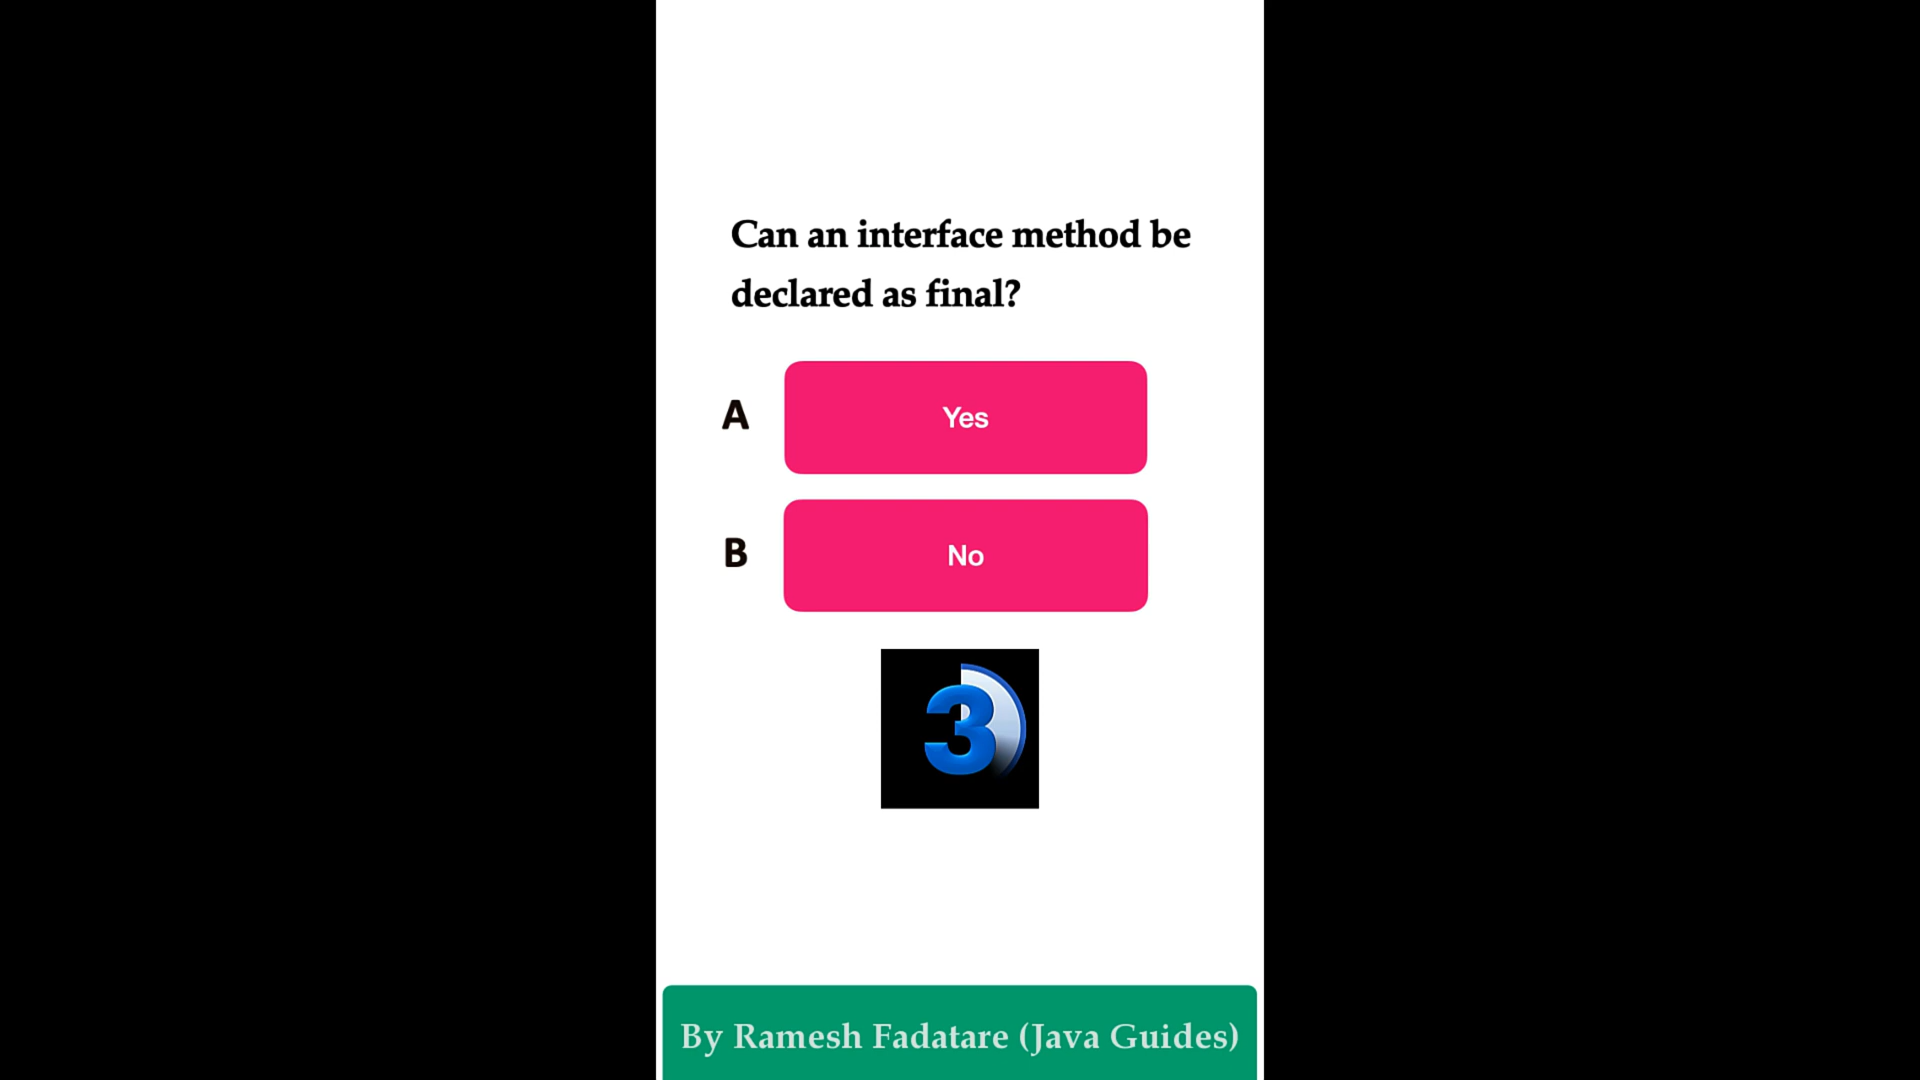 Can an interface method be
declared as final?
A
Yes
B
No
3
By Ramesh Fadatare (Java Guides)